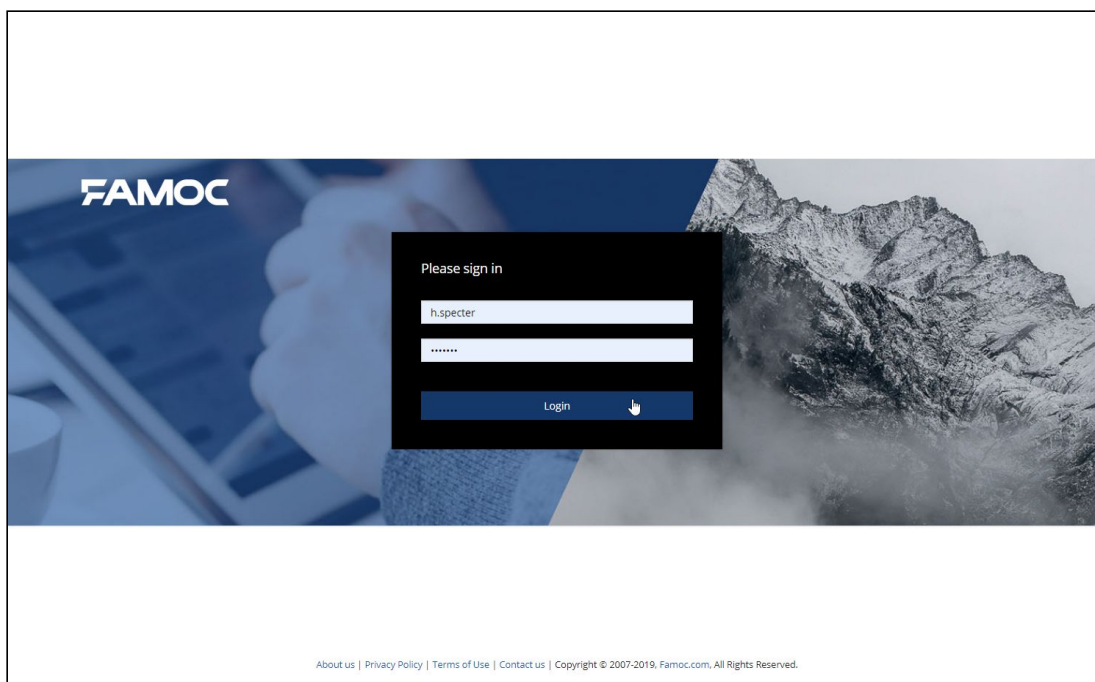 FAMOC
Please sign in
h.specter
•••••••
Login
About us | Privacy Policy | Terms of Use | Contact us | Copyright © 2007-2019, Famoc.com, All Rights Reserved.